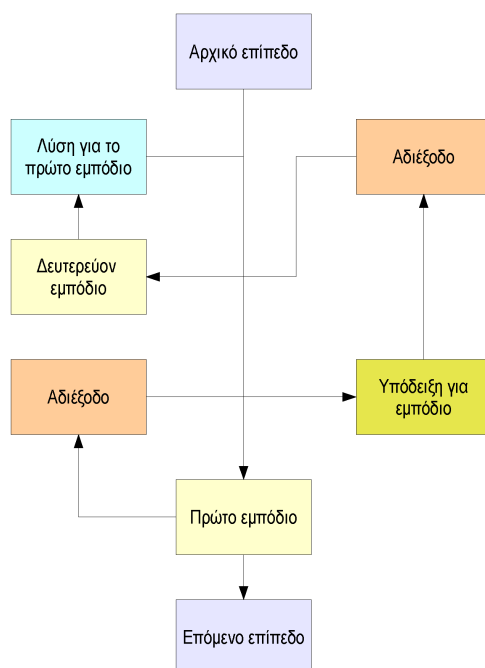 Αρχικό επίπεδο
Λύση για το
πρώτο εμπόδιο
Αδιέξοδο
Δευτερεύον
εμπόδιο
Αδιέξοδο
Υπόδειξη για
εμπόδιο
Πρώτο εμπόδιο
Επόμενο επίπεδο